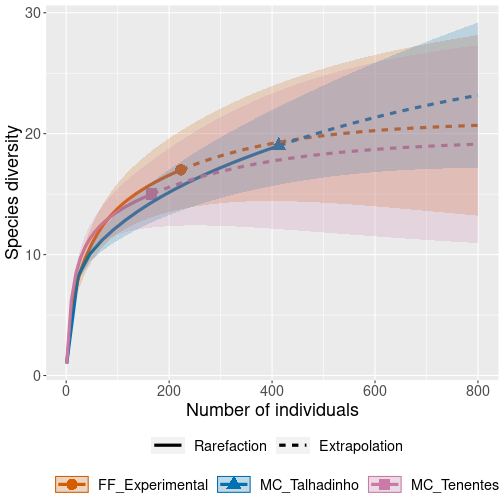 30
20
10
0
Species diversity
0 200 400 600 800
Number of individuals
Rarefaction Extrapolation
FF_Experimental MC_Talhadinho MC_Tenentes